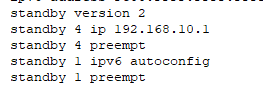 standby version 2
standby 4 ip 192.168.10.1
standby 4 preempt
standby 1 ipv6 autoconfig
standby 1 preempt